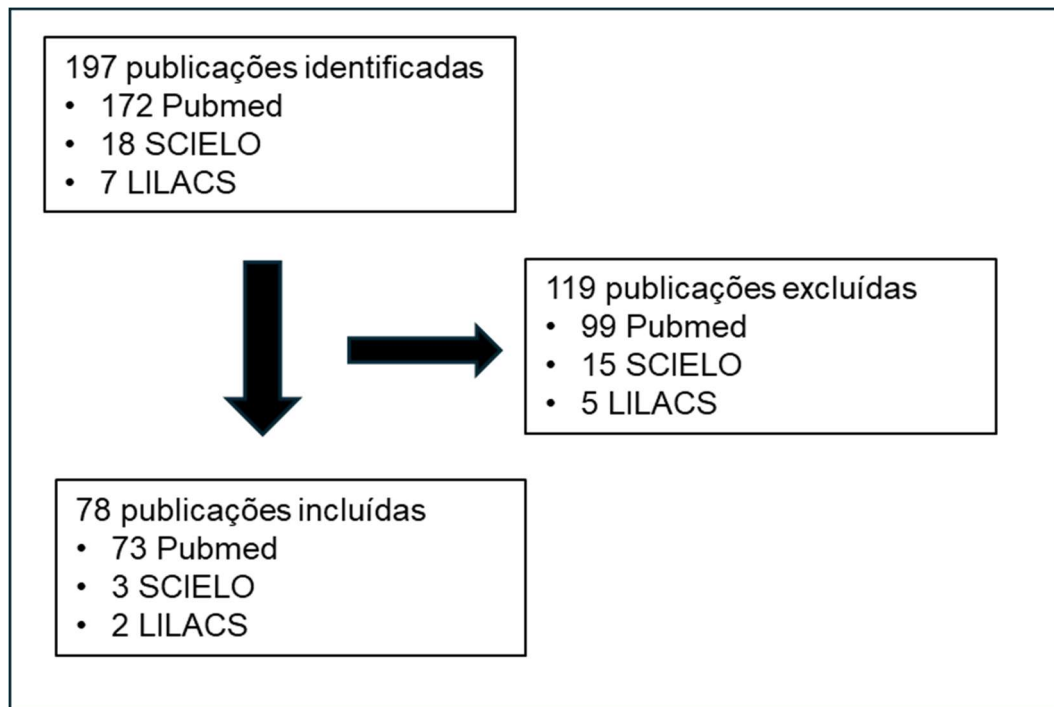 197 publicações identificadas
• 172 Pubmed
• 18 SCIELO
• 7 LILACS
119 publicações excluídas
• 99 Pubmed
• 15 SCIELO
• 5 LILACS
78 publicações incluídas
• 73 Pubmed
• 3 SCIELO
• 2 LILACS